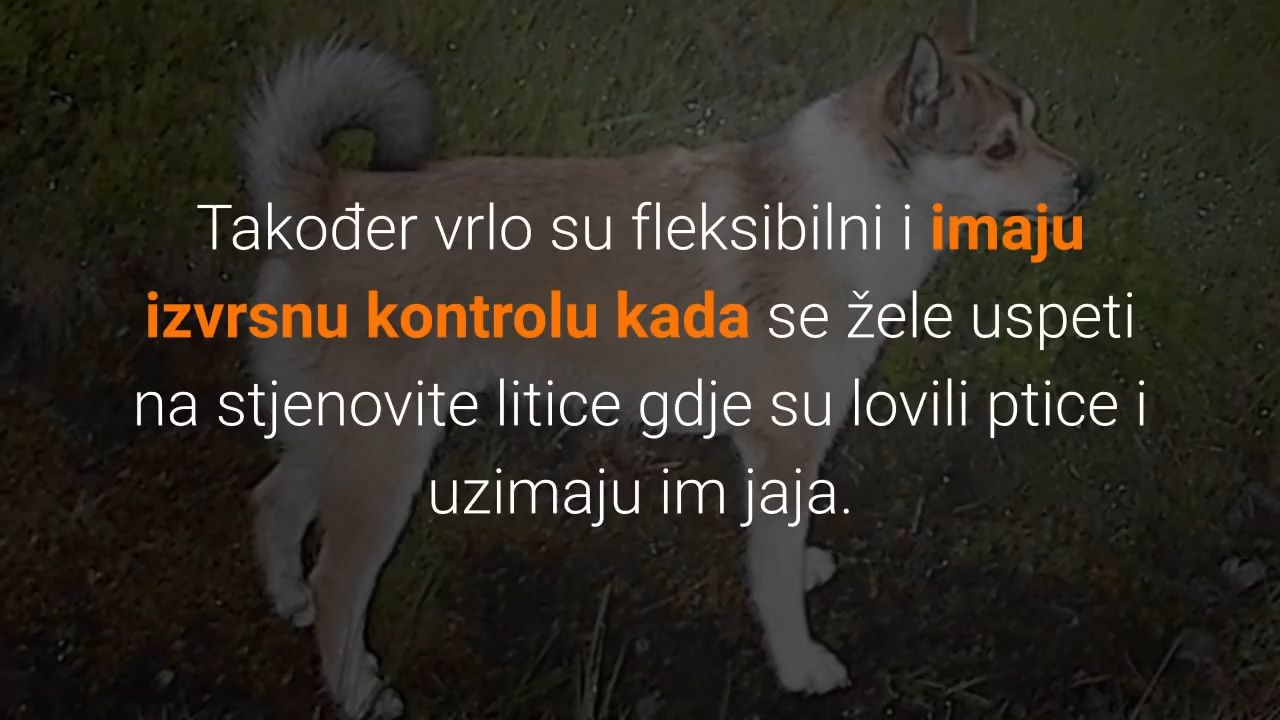 Također vrlo su fleksibilni i imaju
izvrsnu kontrolu kada se žele uspeti
na stjenovite litice gdje su lovili ptice i
uzimaju im jaja.